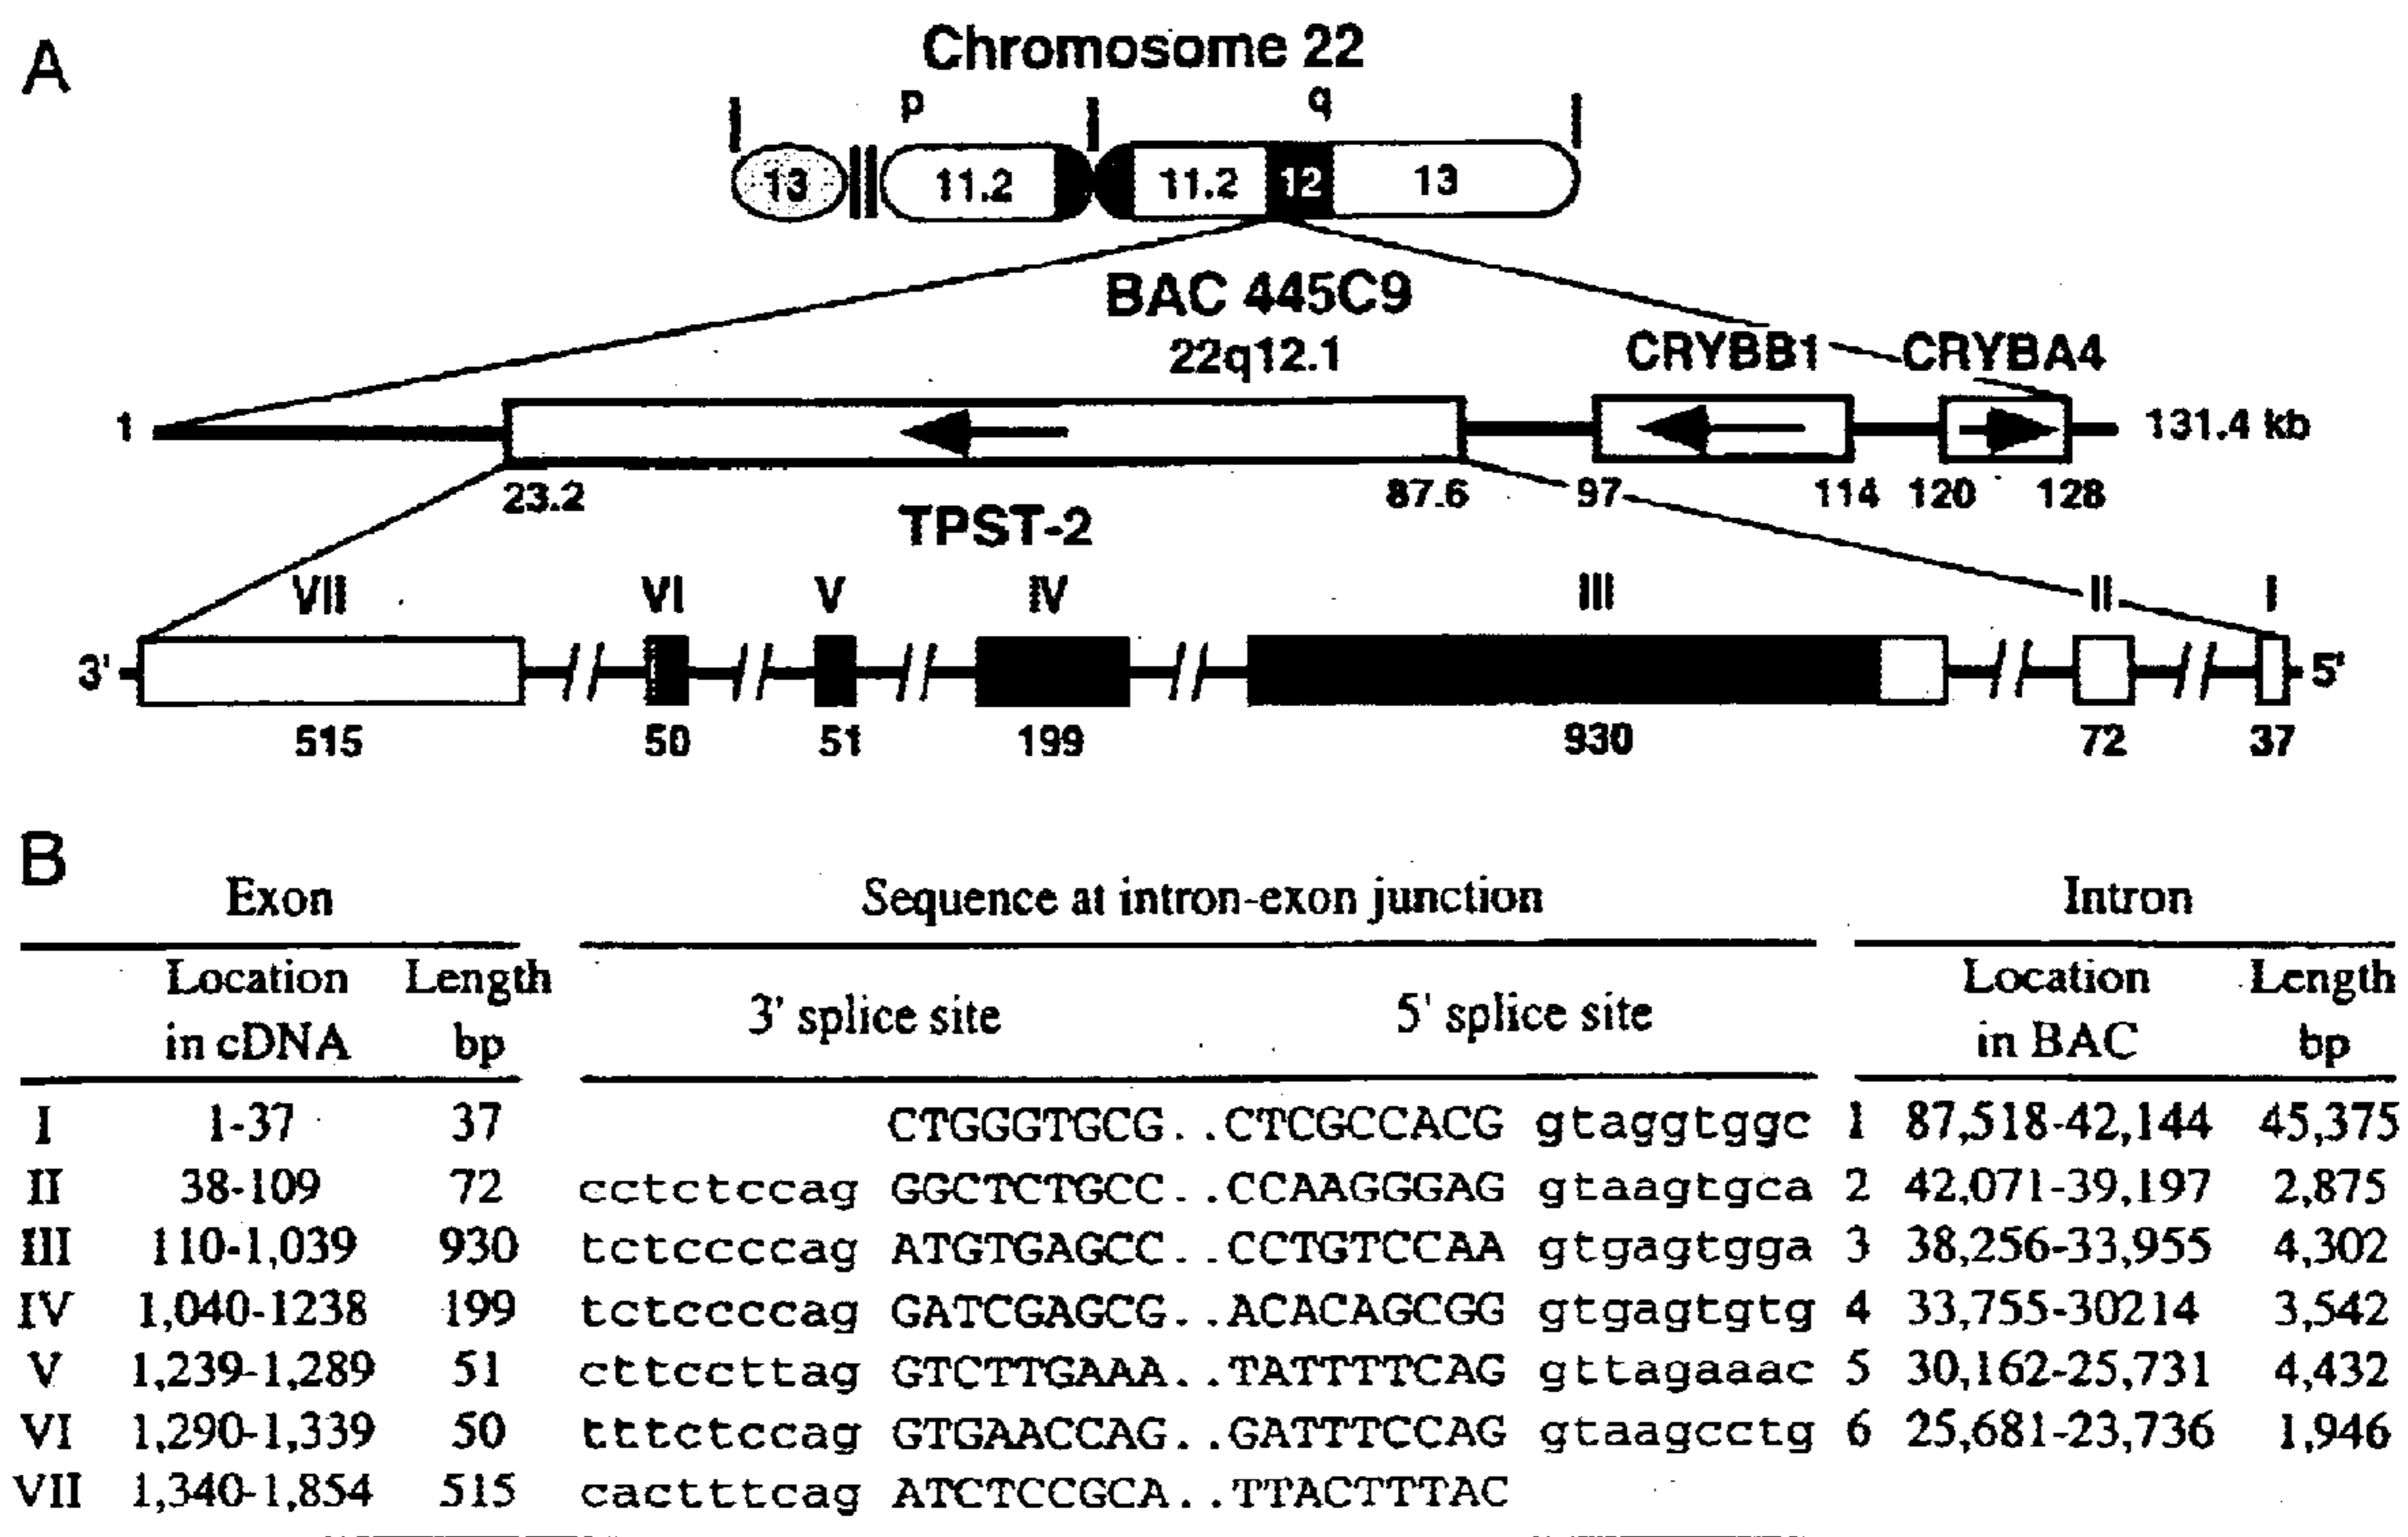 A
Chromosome 22
p q
13 11.2 11.2 12 13
BAC 445C9
22q12.1
CRYBB1 CRYBA4
1 131.4 kb
23.2 87.6 97 114 120 128
TPST-2
VII VI V IV III II I
3' 5'
515 50 51 199 930 72 37
B
Exon Sequence at intron-exon junction Intron
Location Length Location Length
3' splice site 5' splice site
in cDNA bp in BAC bp
I 1-37 37 CTGGGTGCG..CTCGCCACG gtaggtggc 1 87,518-42,144 45,375
II 38-109 72 cctctccag GGCTCTGCC..CCAAGGGAG gtaagtgca 2 42,071-39,197 2,875
III 110-1,039 930 tctccccag ATGTGAGCC..CCTGTCCAA gtgagtgga 3 38,256-33,955 4,302
IV 1,040-1238 199 tctccccag GATCGAGCG..ACACAGCGG gtgagtgtg 4 33,755-30214 3,542
V 1,239-1,289 51 cttccttag GTCTTGAAA..TATTTTCAG gttagaaac 5 30,162-25,731 4,432
VI 1,290-1,339 50 tttctccag GTGAACCAG..GATTTCCAG gtaagcctg 6 25,681-23,736 1,946
VII 1,340-1,854 515 cactttcag ATCTCCGCA..TTACTTTAC